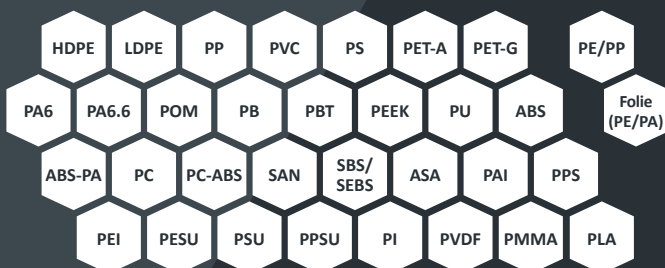 HDPE LDPE PP PVC PS PET-A PET-G PE/PP
PA6 PA6.6 POM PB PBT PEEK PU ABS Folie
(PE/PA)
ABS-PA PC PC-ABS SAN SBS/
SEBS ASA PAI PPS
PEI PESU PSU PPSU PI PVDF PMMA PLA